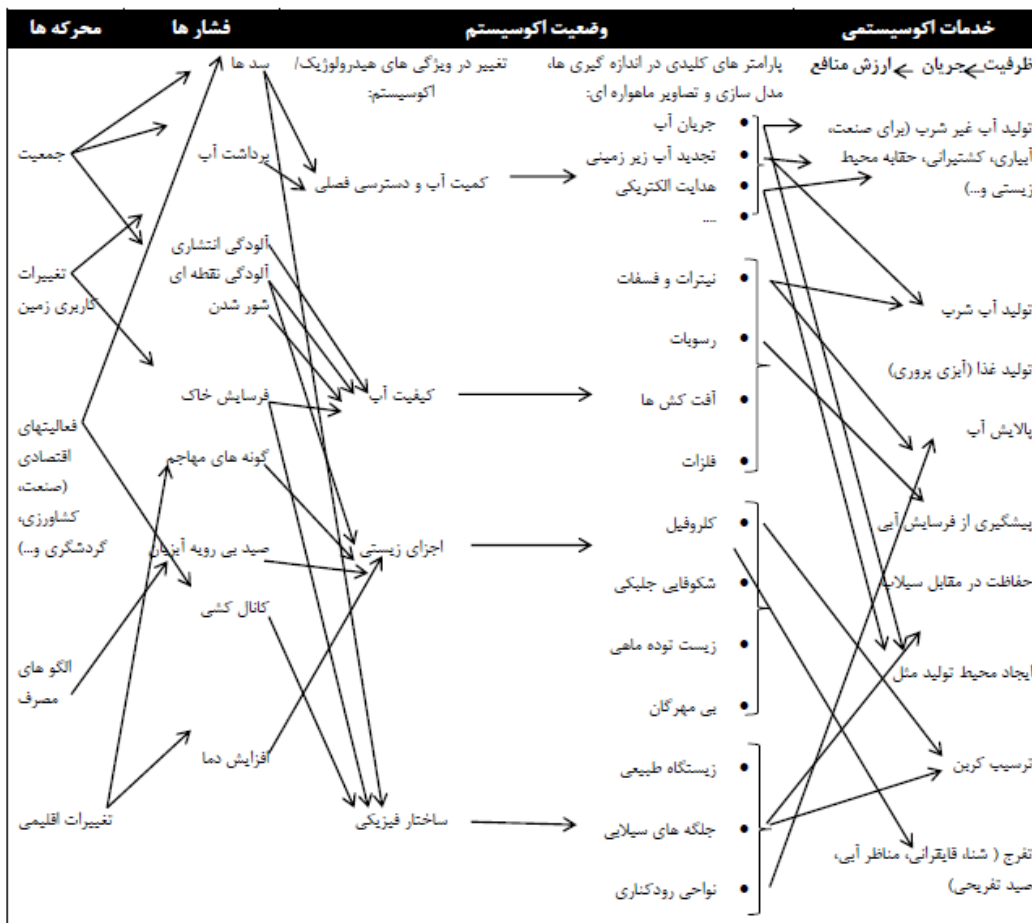 محرکه ها
فشار ها
وضعیت اکوسیستم
خدمات اکوسیستمی
جمعیت
تغییرات
کاربری زمین
فعالیتهای
اقتصادی
(صنعت،
کشاورزی،
گردشگری و...)
الگو های
مصرف
تغییرات اقلیمی
سد ها
برداشت آب
آلودگی انتشاری
آلودگی نقطه ای
شور شدن
فرسایش خاک
گونه های مهاجم
صید بی رویه آبزیان
کانال کشی
افزایش دما
تغییر در ویژگی های هیدرولوژیک/
اکوسیستم:
کمیت آب و دسترسی فصلی
کیفیت آب
اجزای زیستی
ساختار فیزیکی
پارامتر های کلیدی در اندازه گیری ها،
مدل سازی و تصاویر ماهواره ای:
• جریان آب
• تجدید آب زیر زمینی
• هدایت الکتریکی
• ....
• نیترات و فسفات
• رسوبات
• آفت کش ها
• فلزات
• کلروفیل
• شکوفایی جلبکی
• زیست توده ماهی
• بی مهرگان
• زیستگاه طبیعی
• جلگه های سیلابی
• نواحی رودکناری
ظرفیت ← جریان ← ارزش منافع
تولید آب غیر شرب (برای صنعت،
آبیاری، کشتیرانی، حقابه محیط
زیستی و...)
تولید آب شرب
تولید غذا (آبزی پروری)
پالایش آب
پیشگیری از فرسایش آبی
حفاظت در مقابل سیلاب
ایجاد محیط تولید مثل
ترسیب کربن
تفرج ( شنا، قایقرانی، مناظر آبی،
صید تفریحی)